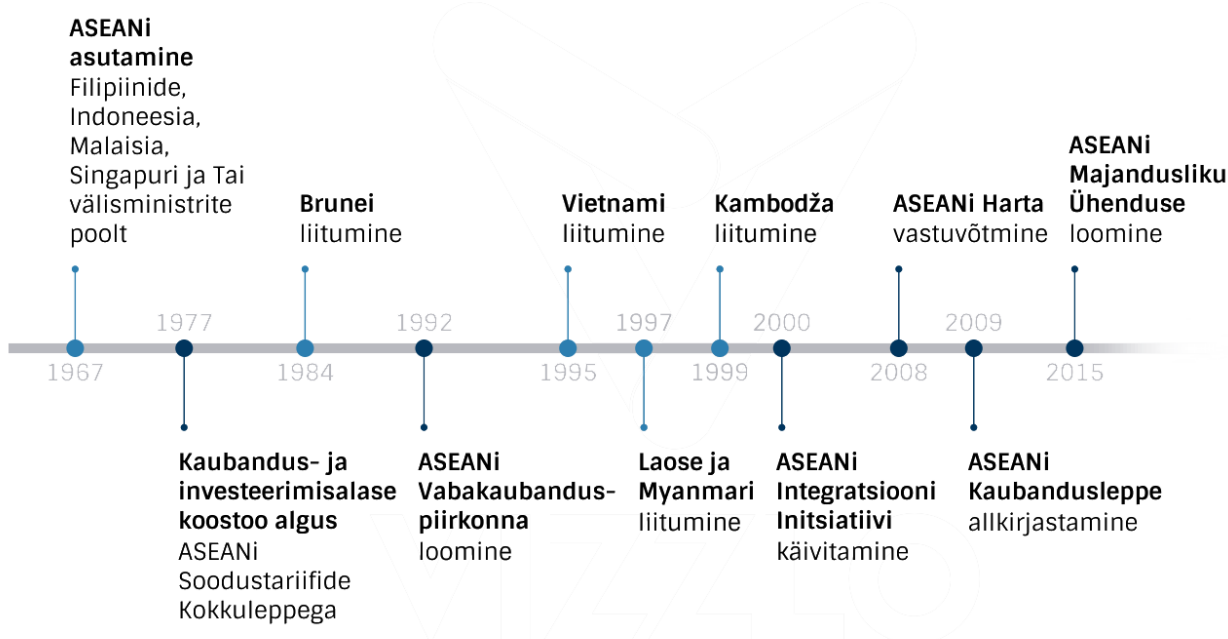 ASEANi
asutamine
Filipiinide,
Indoneesia,
Malaisia,
Singapuri ja Tai
välisministrite
poolt
Brunei
liitumine
Vietnami
liitumine
Kambodža
liitumine
ASEANi Harta
vastuvõtmine
ASEANi
Majandusliku
Ühenduse
loomine
1977
1992
1997
2000
2009
1967
1984
1995
1999
2008
2015
Kaubandus- ja
investeerimisalase
koostoo algus
ASEANi
Soodustariifide
Kokkuleppega
ASEANi
Vabakaubandus-
piirkonna
loomine
Laose ja
Myanmari
liitumine
ASEANi
Integratsiooni
Initsiatiivi
käivitamine
ASEANi
Kaubandusleppe
allkirjastamine
VIZZLO